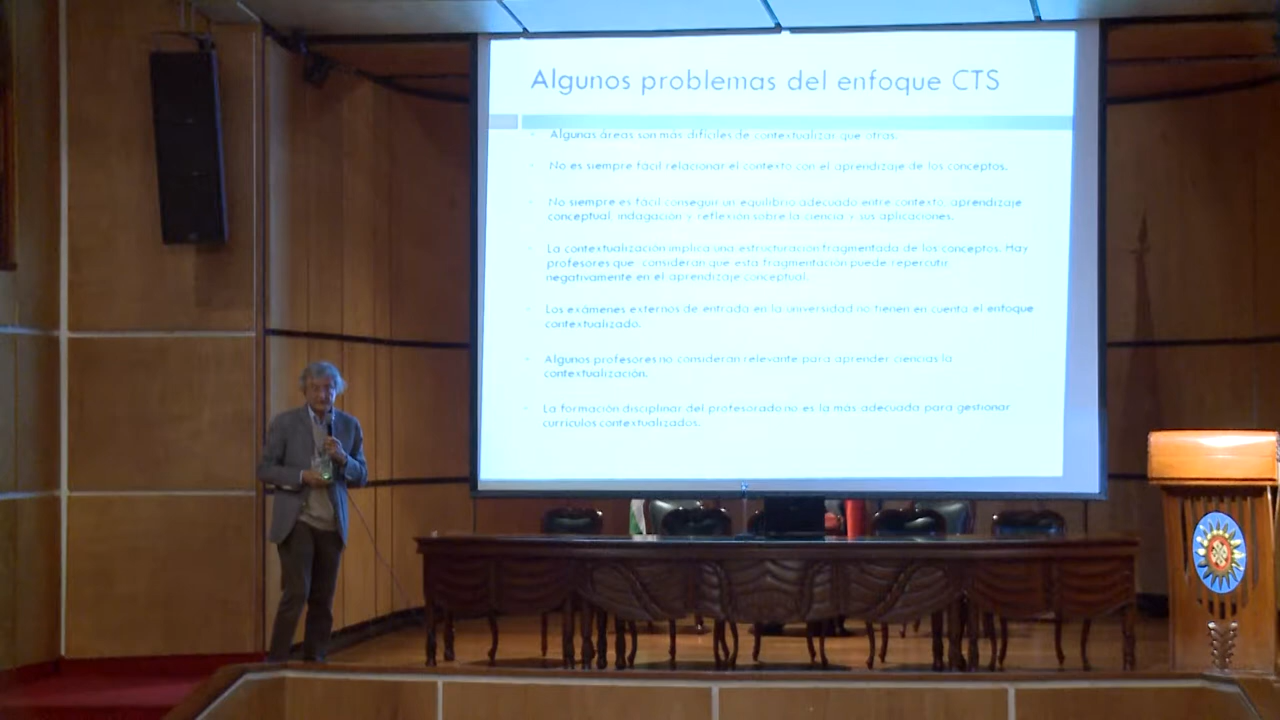 Algunos problemas del enfoque CTS
Algunas áreas son más difíciles de contextualizar que otras.
No es siempre fácil relacionar el contexto con el aprendizaje de los conceptos.
No siempre es fácil conseguir un equilibrio adecuado entre contexto, aprendizaje
conceptual, indagación y reflexión sobre la ciencia y sus aplicaciones.
La contextualización implica una estructuración fragmentada de los conceptos. Hay
profesores que consideran que esta fragmentación puede repercutir
negativamente en el aprendizaje conceptual.
Los exámenes externos de entrada en la universidad no tienen en cuenta el enfoque
contextualizado.
Algunos profesores no consideran relevante para aprender ciencias la
contextualización.
La formación disciplinar del profesorado no es la más adecuada para gestionar
currículos contextualizados.